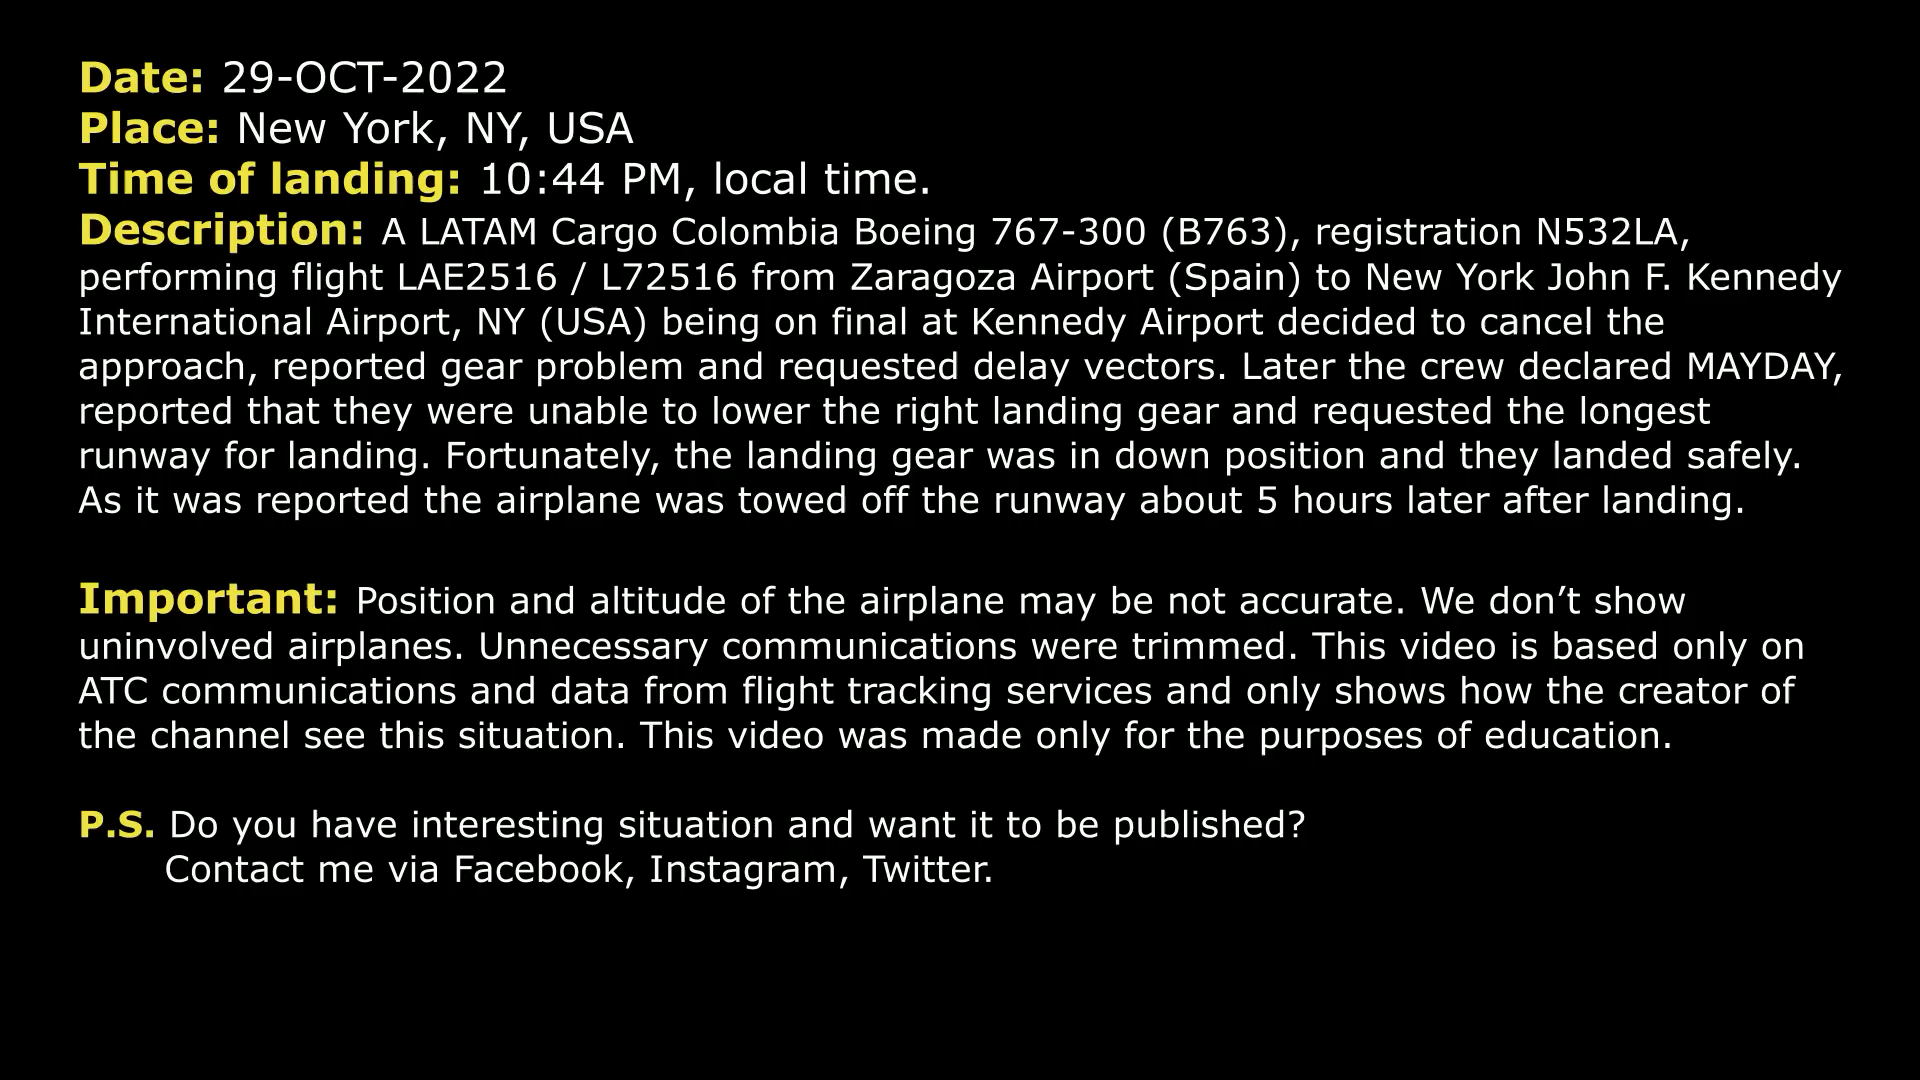 Date: 29-OCT-2022
Place: New York, NY, USA
Time of landing: 10:44 PM, local time.
Description: A LATAM Cargo Colombia Boeing 767-300 (B763), registration N532LA,
performing flight LAE2516 / L72516 from Zaragoza Airport (Spain) to New York John F. Kennedy
International Airport, NY (USA) being on final at Kennedy Airport decided to cancel the
approach, reported gear problem and requested delay vectors. Later the crew declared MAYDAY,
reported that they were unable to lower the right landing gear and requested the longest
runway for landing. Fortunately, the landing gear was in down position and they landed safely.
As it was reported the airplane was towed off the runway about 5 hours later after landing.
Important: Position and altitude of the airplane may be not accurate. We don’t show
uninvolved airplanes. Unnecessary communications were trimmed. This video is based only on
ATC communications and data from flight tracking services and only shows how the creator of
the channel see this situation. This video was made only for the purposes of education.
P.S. Do you have interesting situation and want it to be published?
Contact me via Facebook, Instagram, Twitter.